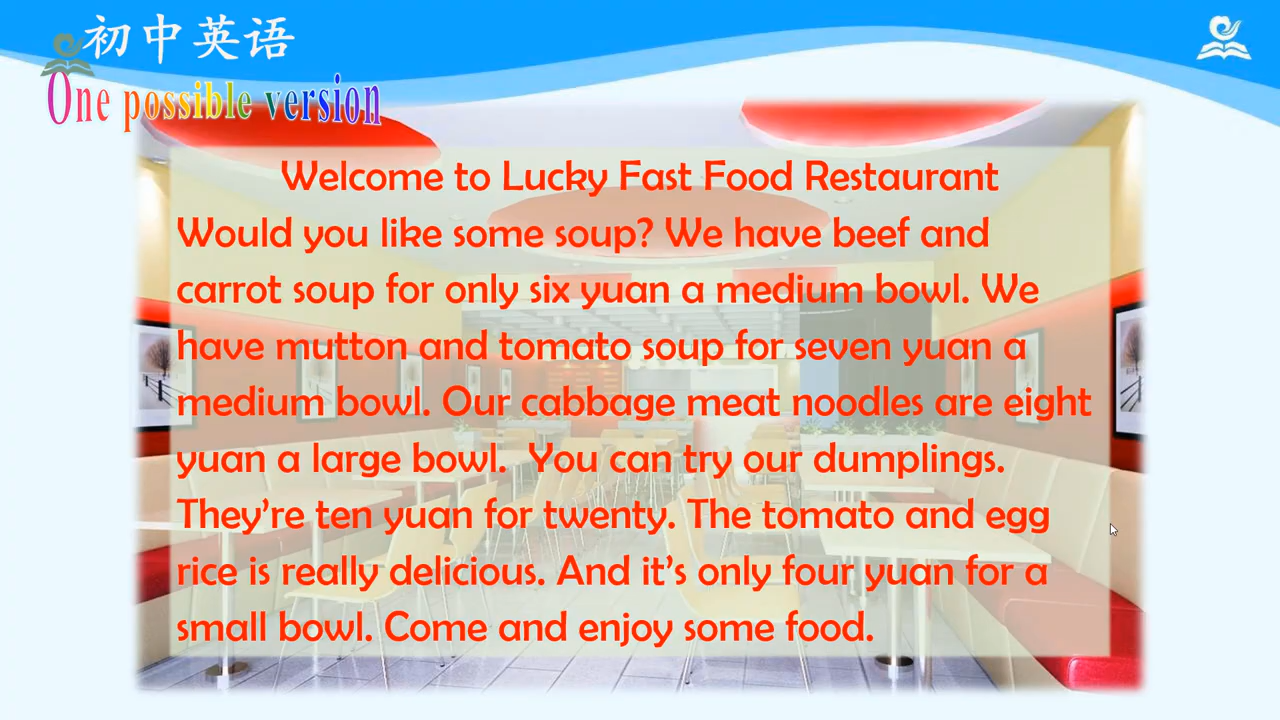 初中英语
One possible version
Welcome to Lucky Fast Food Restaurant
Would you like some soup? We have beef and
carrot soup for only six yuan a medium bowl. We
have mutton and tomato soup for seven yuan a
medium bowl. Our cabbage meat noodles are eight
yuan a large bowl.  You can try our dumplings.
They’re ten yuan for twenty. The tomato and egg
rice is really delicious. And it’s only four yuan for a
small bowl. Come and enjoy some food.